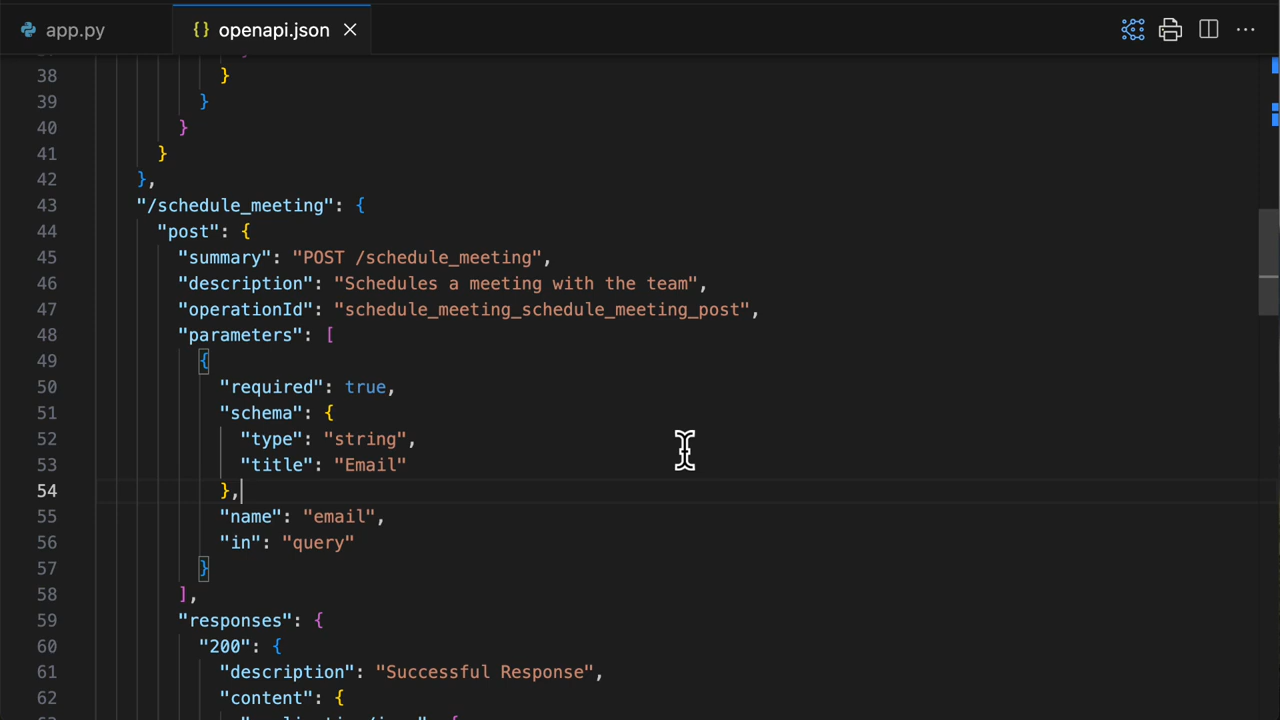 app.py
{} openapi.json
38 }
39 }
40 }
41 }
42 },
43 "/schedule_meeting": {
44 "post": {
45 "summary": "POST /schedule_meeting",
46 "description": "Schedules a meeting with the team",
47 "operationId": "schedule_meeting_schedule_meeting_post",
48 "parameters": [
49 {
50 "required": true,
51 "schema": {
52 "type": "string",
53 "title": "Email"
54 },
55 "name": "email",
56 "in": "query"
57 }
58 ],
59 "responses": {
60 "200": {
61 "description": "Successful Response",
62 "content": {